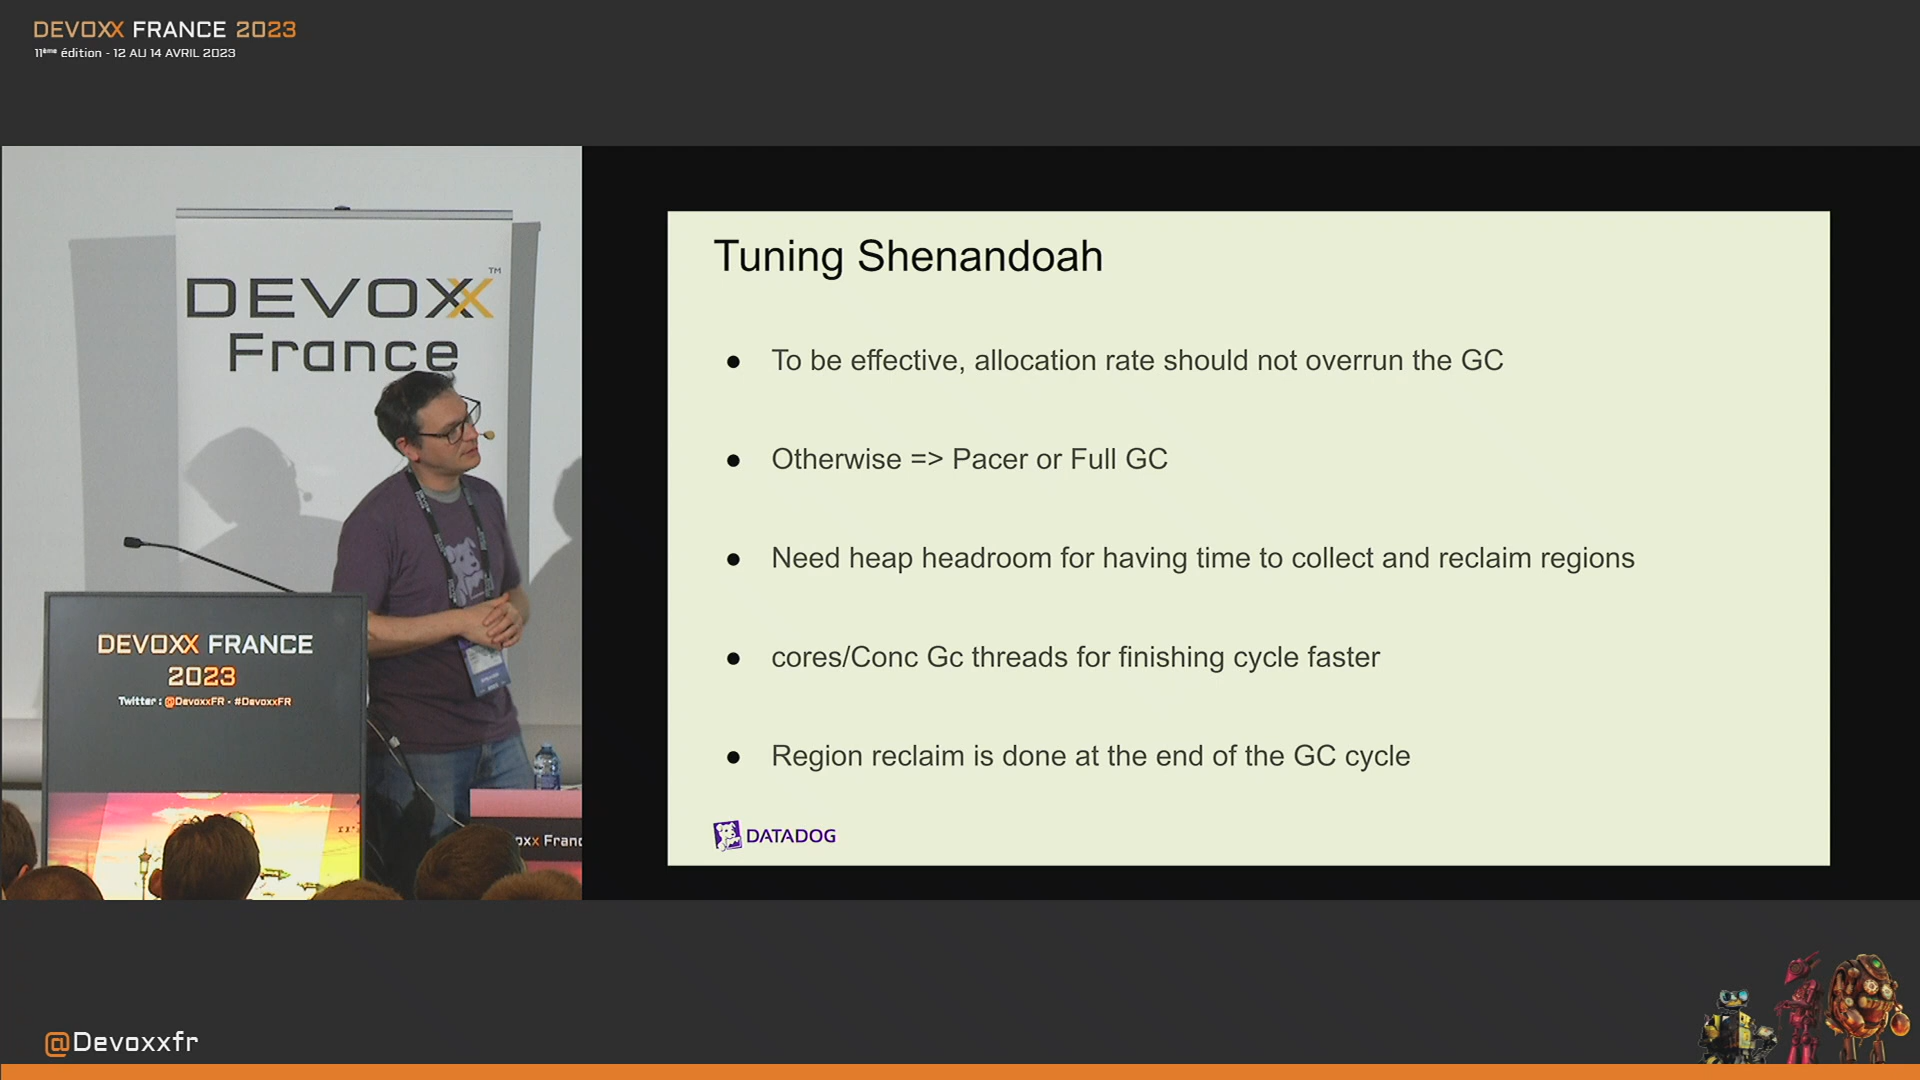 DEVOXX FRANCE 2023
11ème édition - 12 AU 14 AVRIL 2023
DEVOXX™
France
DEVOXX FRANCE
2023
Twitter : @DevoxxFR - #DevoxxFR
Tuning Shenandoah
● To be effective, allocation rate should not overrun the GC
● Otherwise => Pacer or Full GC
● Need heap headroom for having time to collect and reclaim regions
● cores/Conc Gc threads for finishing cycle faster
● Region reclaim is done at the end of the GC cycle
DATADOG
@Devoxxfr